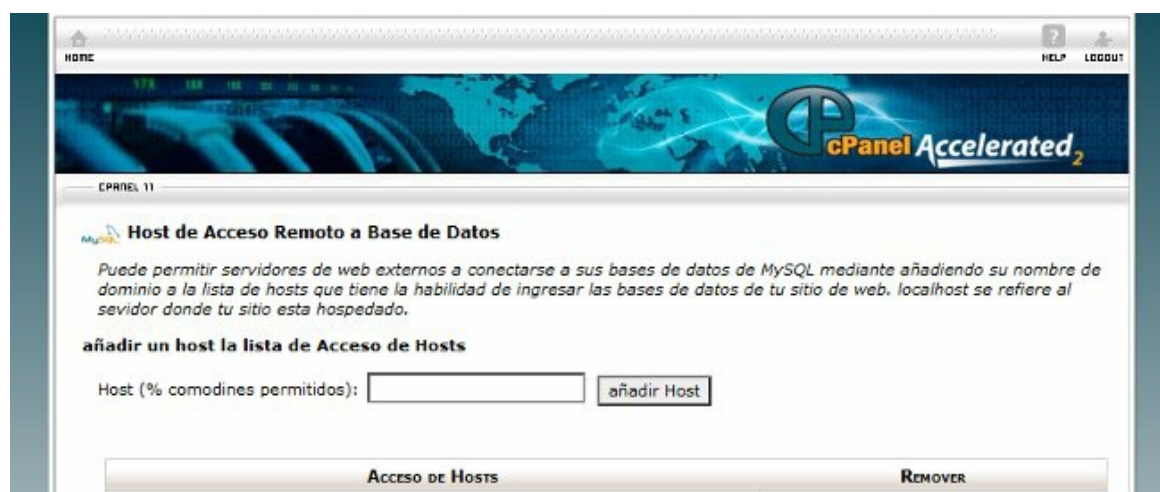 HOME
HELP LOGOUT
cPanel Accelerated2
CPANEL 11
MySQL Host de Acceso Remoto a Base de Datos
Puede permitir servidores de web externos a conectarse a sus bases de datos de MySQL mediante añadiendo su nombre de
dominio a la lista de hosts que tiene la habilidad de ingresar las bases de datos de tu sitio de web. localhost se refiere al
sevidor donde tu sitio esta hospedado.
añadir un host la lista de Acceso de Hosts
Host (% comodines permitidos): añadir Host
Acceso de Hosts Remover